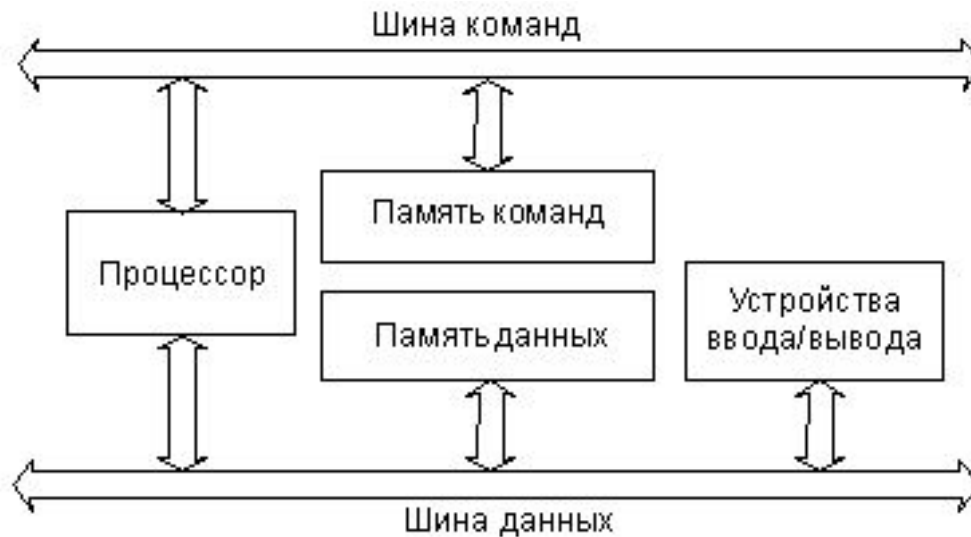 Шина команд
Память команд
Процессор
Память данных
Устройства
ввода/вывода
Шина данных